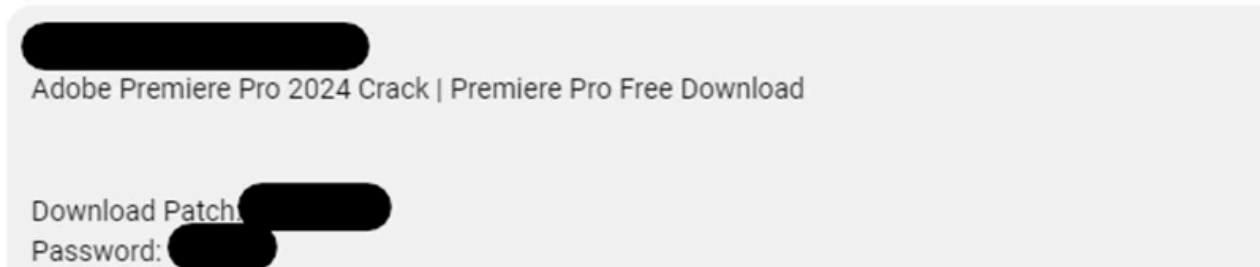 Adobe Premiere Pro 2024 Crack | Premiere Pro Free Download
Download Patch:
Password: